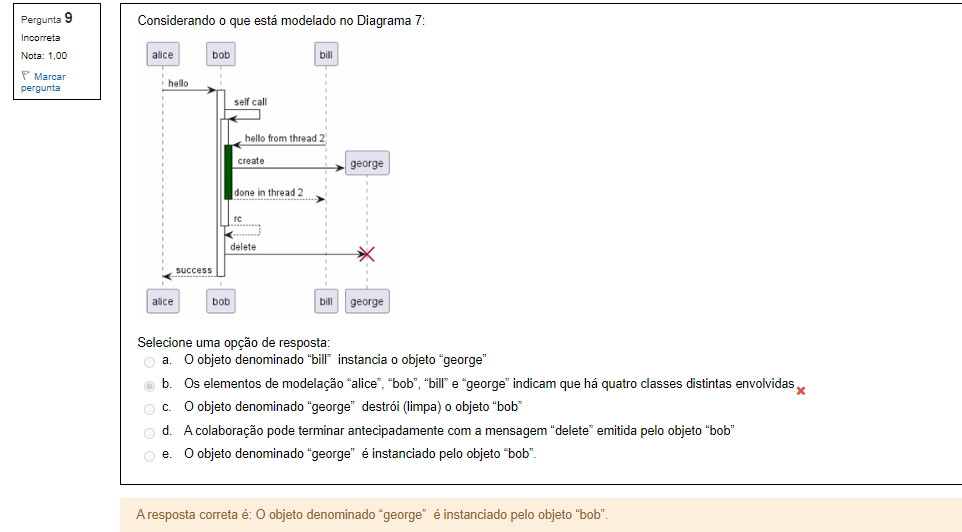 Pergunta 9
Incorreta
Nota: 1,00
Marcar
pergunta
Considerando o que está modelado no Diagrama 7:
alice bob bill
hello
self call
hello from thread 2
create
george
done in thread 2
rc
delete
success
alice bob bill george
Selecione uma opção de resposta:
a. O objeto denominado “bill” instancia o objeto “george”
b. Os elementos de modelação “alice”, “bob”, “bill” e “george” indicam que há quatro classes distintas envolvidas
c. O objeto denominado “george” destrói (limpa) o objeto “bob”
d. A colaboração pode terminar antecipadamente com a mensagem “delete” emitida pelo objeto “bob”
e. O objeto denominado “george” é instanciado pelo objeto “bob”.
A resposta correta é: O objeto denominado “george” é instanciado pelo objeto “bob”.